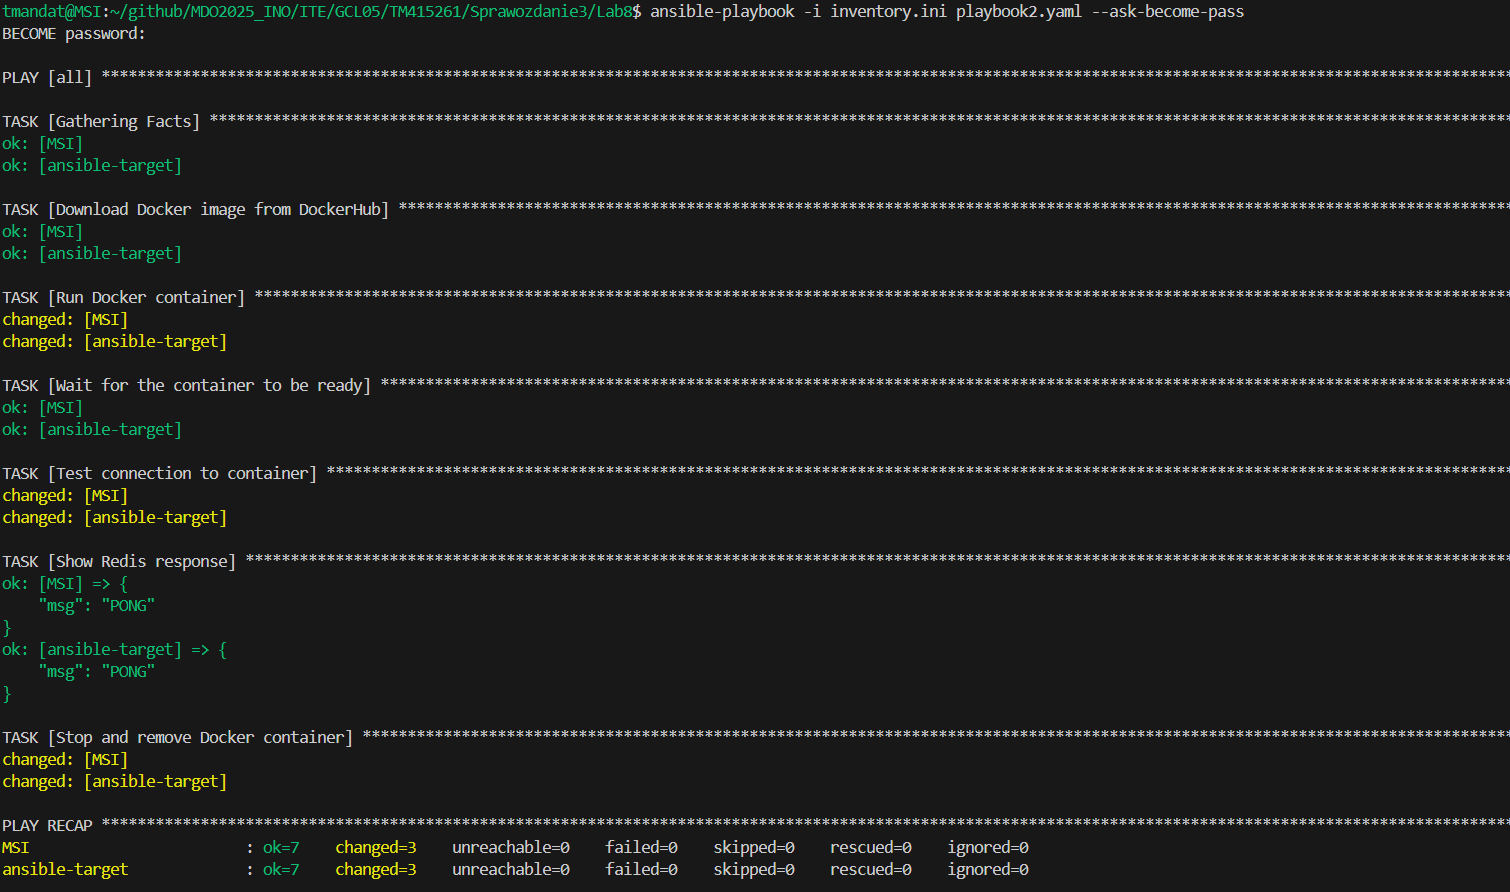 tmandat@MSI:~/github/MDO2025_INO/ITE/GCL05/TM415261/Sprawozdanie3/Lab8$ ansible-playbook -i inventory.ini playbook2.yaml --ask-become-pass
BECOME password:
PLAY [all] ****************************************************************************************************************************************************************
TASK [Gathering Facts] ****************************************************************************************************************************************************
ok: [MSI]
ok: [ansible-target]
TASK [Download Docker image from DockerHub] *******************************************************************************************************************************
ok: [MSI]
ok: [ansible-target]
TASK [Run Docker container] ***********************************************************************************************************************************************
changed: [MSI]
changed: [ansible-target]
TASK [Wait for the container to be ready] *********************************************************************************************************************************
ok: [MSI]
ok: [ansible-target]
TASK [Test connection to container] ***************************************************************************************************************************************
changed: [MSI]
changed: [ansible-target]
TASK [Show Redis response] ************************************************************************************************************************************************
ok: [MSI] => {
    "msg": "PONG"
}
ok: [ansible-target] => {
    "msg": "PONG"
}
TASK [Stop and remove Docker container] ***********************************************************************************************************************************
changed: [MSI]
changed: [ansible-target]
PLAY RECAP ****************************************************************************************************************************************************************
MSI                        : ok=7    changed=3    unreachable=0    failed=0    skipped=0    rescued=0    ignored=0
ansible-target             : ok=7    changed=3    unreachable=0    failed=0    skipped=0    rescued=0    ignored=0